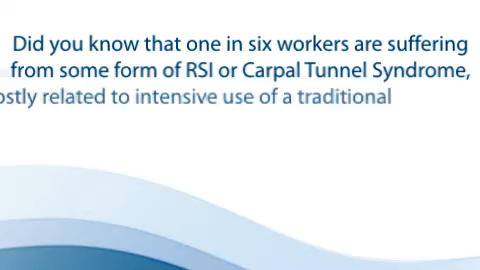 Did you know that one in six workers are suffering
from some form of RSI or Carpal Tunnel Syndrome,
ostly related to intensive use of a traditional